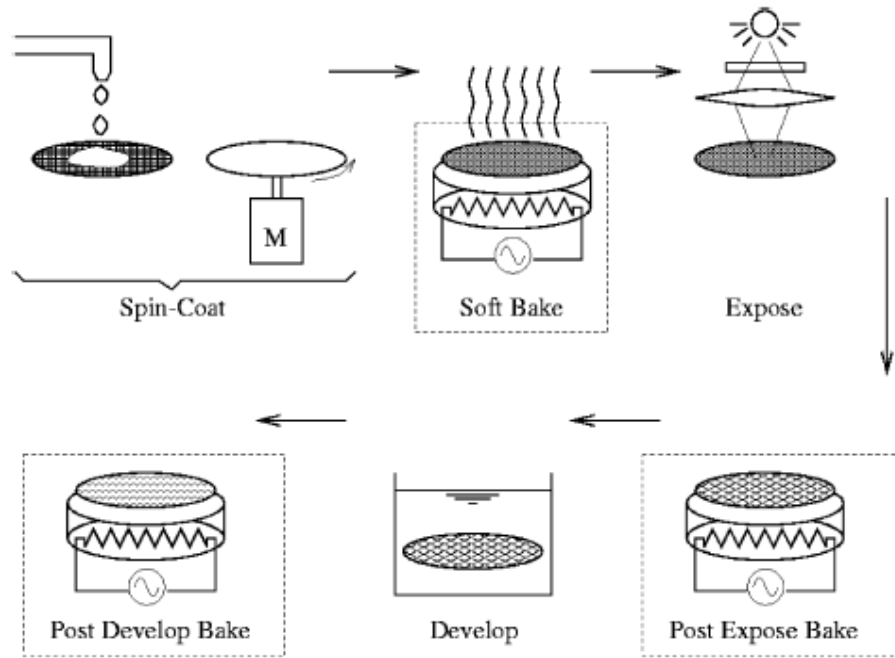 M
Spin-Coat
Soft Bake
Expose
Post Develop Bake
Develop
Post Expose Bake